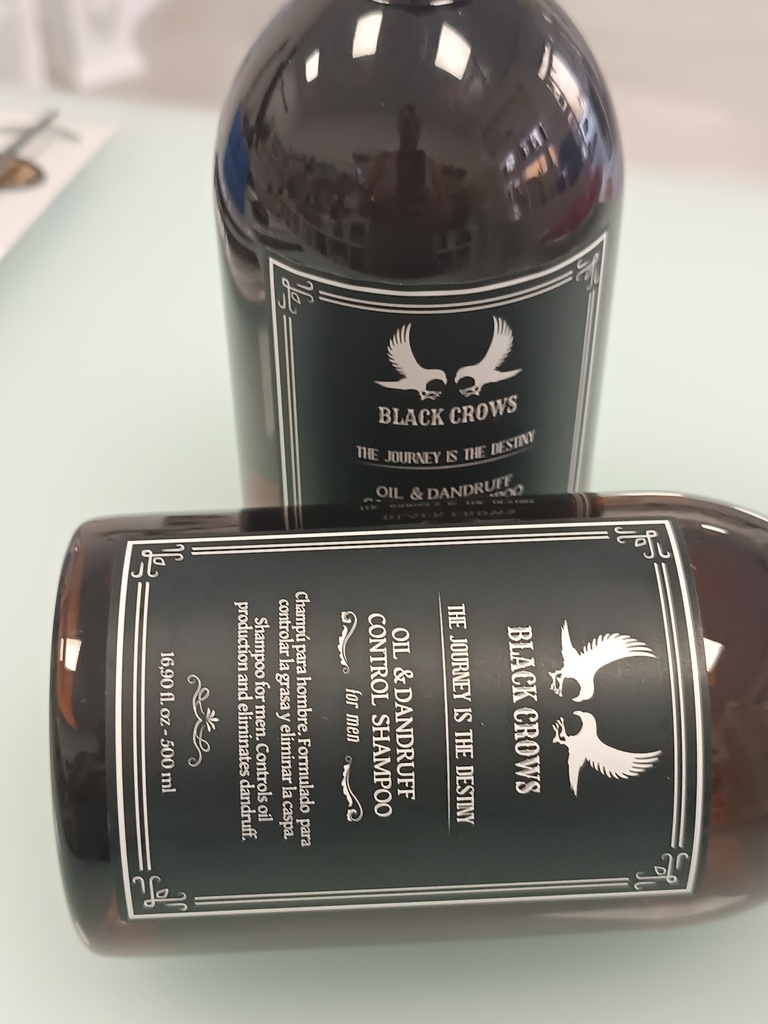 BLACK CROWS
THE JOURNEY IS THE DESTINY
OIL & DANDRUFF
BLACK CROWS
THE JOURNEY IS THE DESTINY
OIL & DANDRUFF
CONTROL SHAMPOO
for men
Champú para hombre. Formulado para
controlar la grasa y eliminar la caspa.
Shampoo for men. Controls oil
production and eliminates dandruff.
16,90 fl. oz - 500 ml